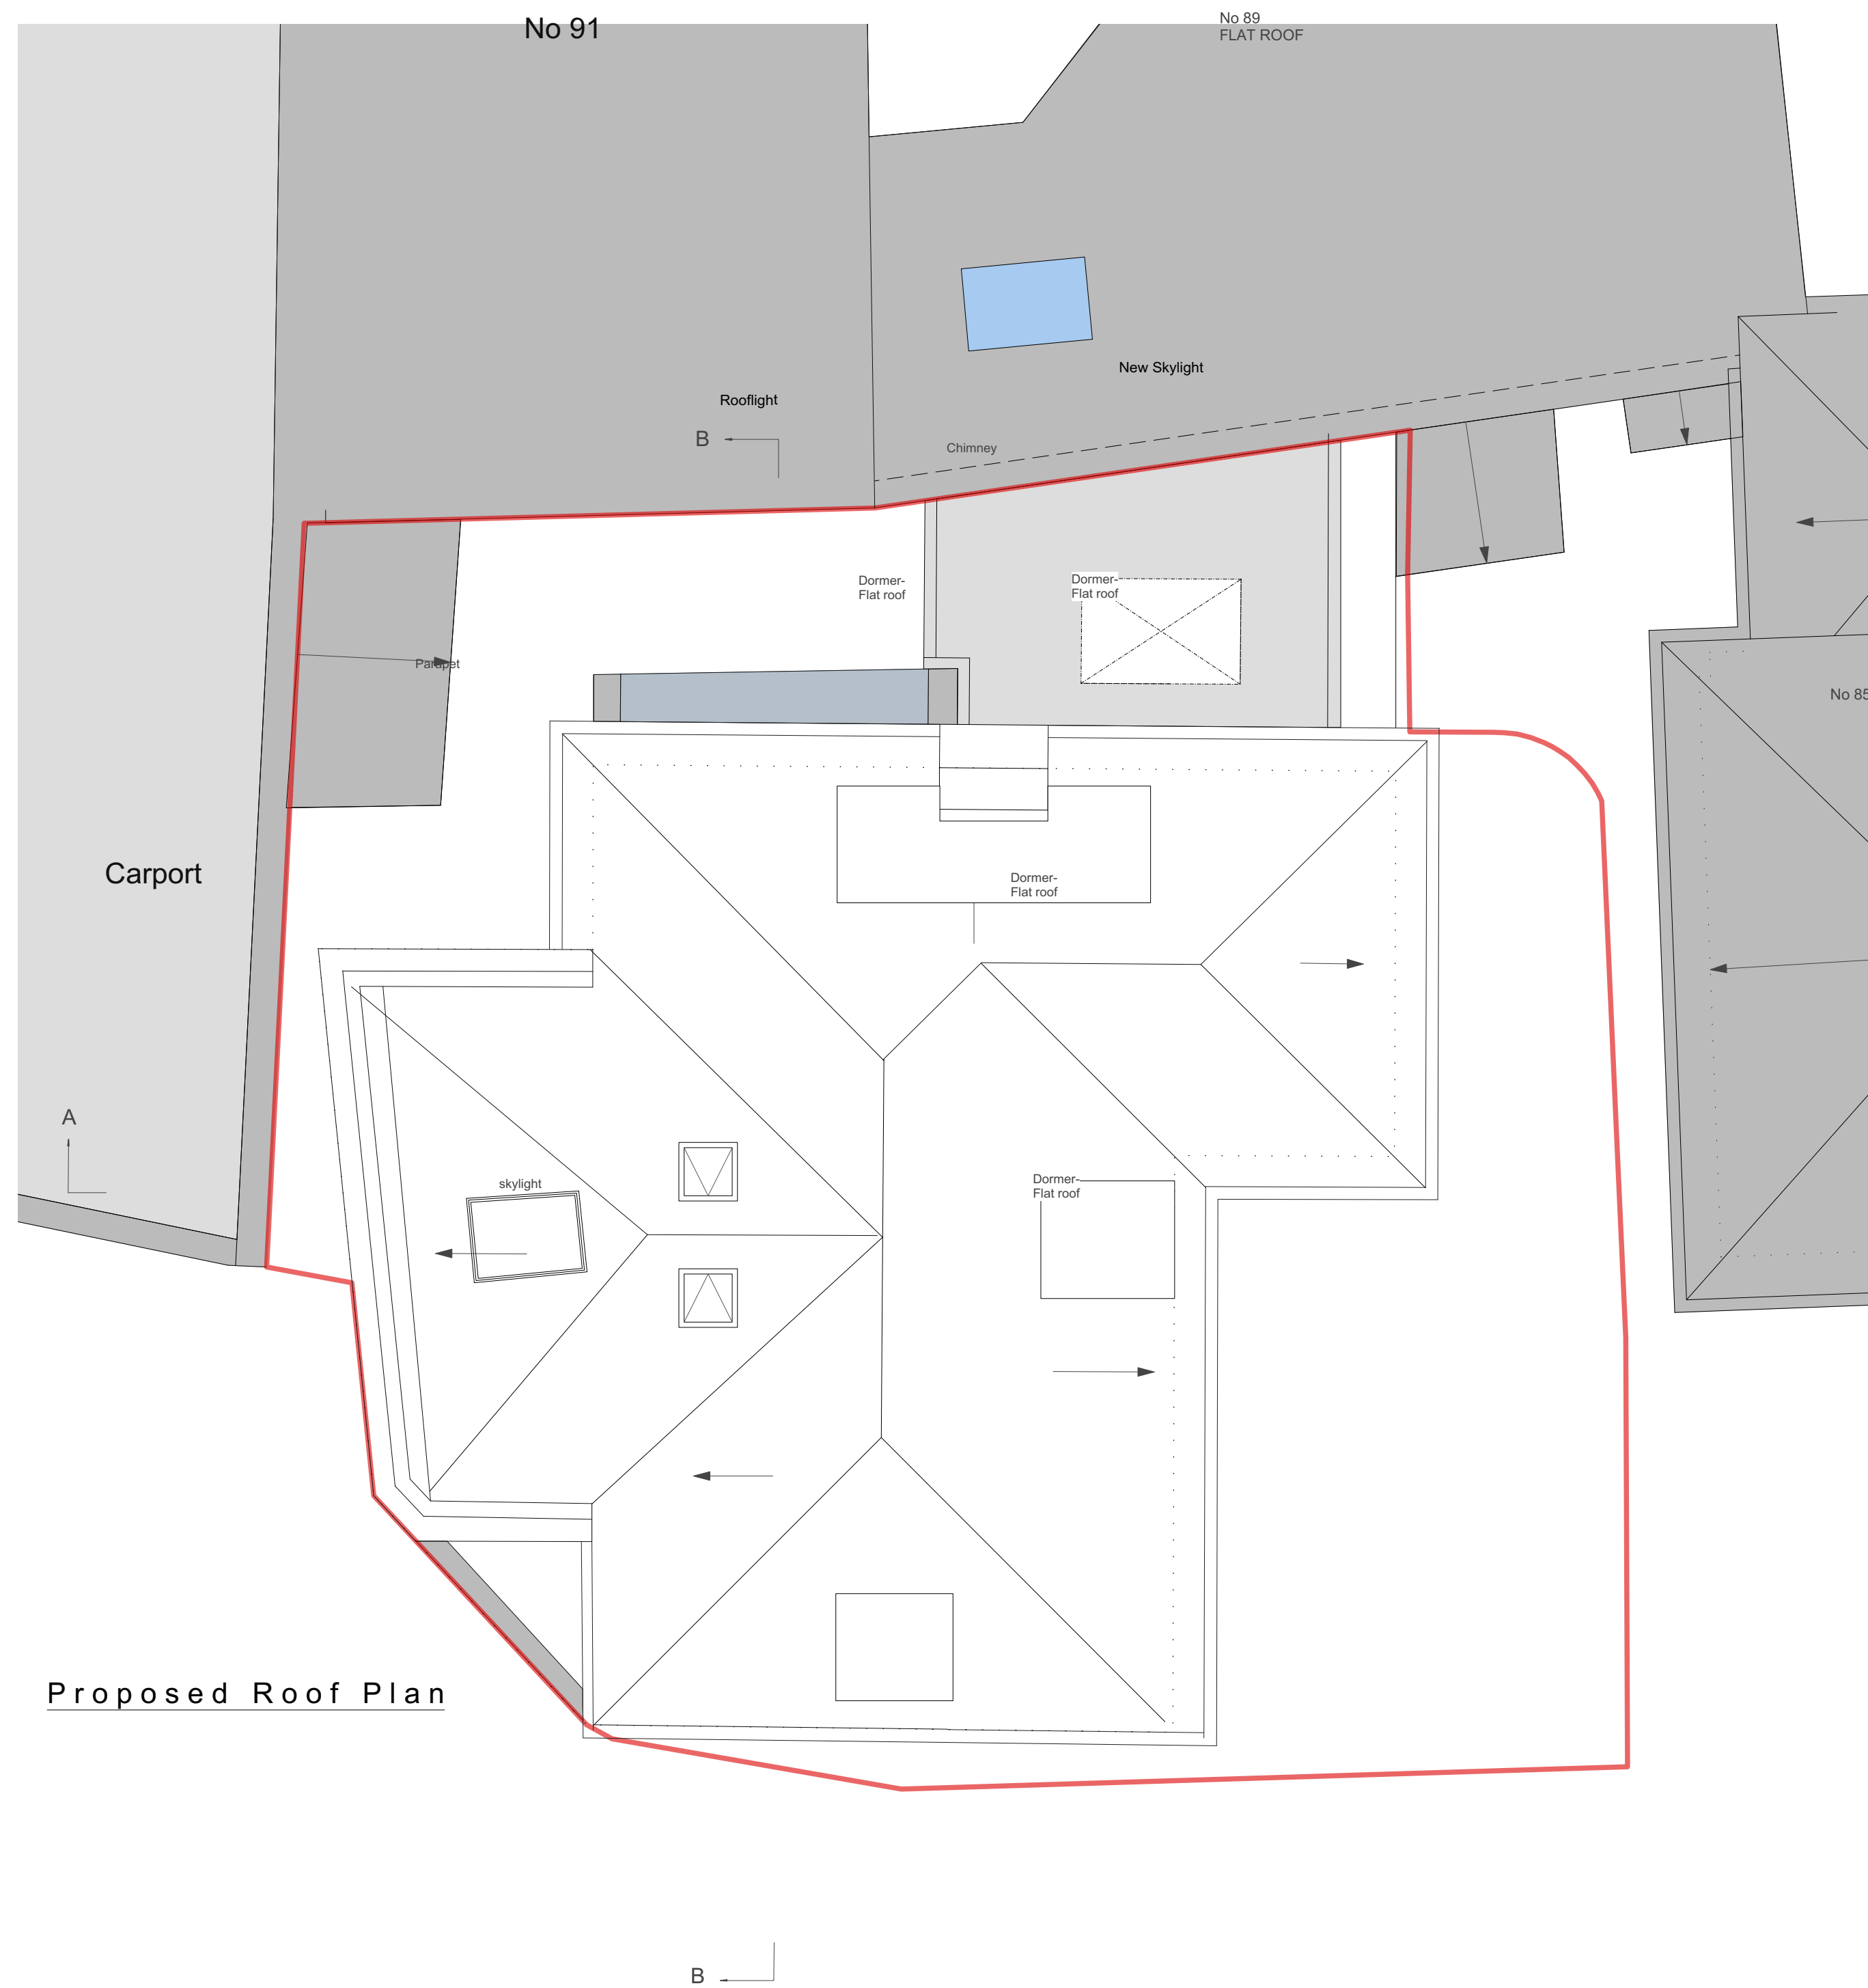 No 91
No 89
FLAT ROOF
New Skylight
Rooflight
B
Chimney
Dormer-
Flat roof
Dormer-
Flat roof
Parapet
No 85
Carport
Dormer-
Flat roof
A
skylight
Dormer-
Flat roof
Proposed Roof Plan
B